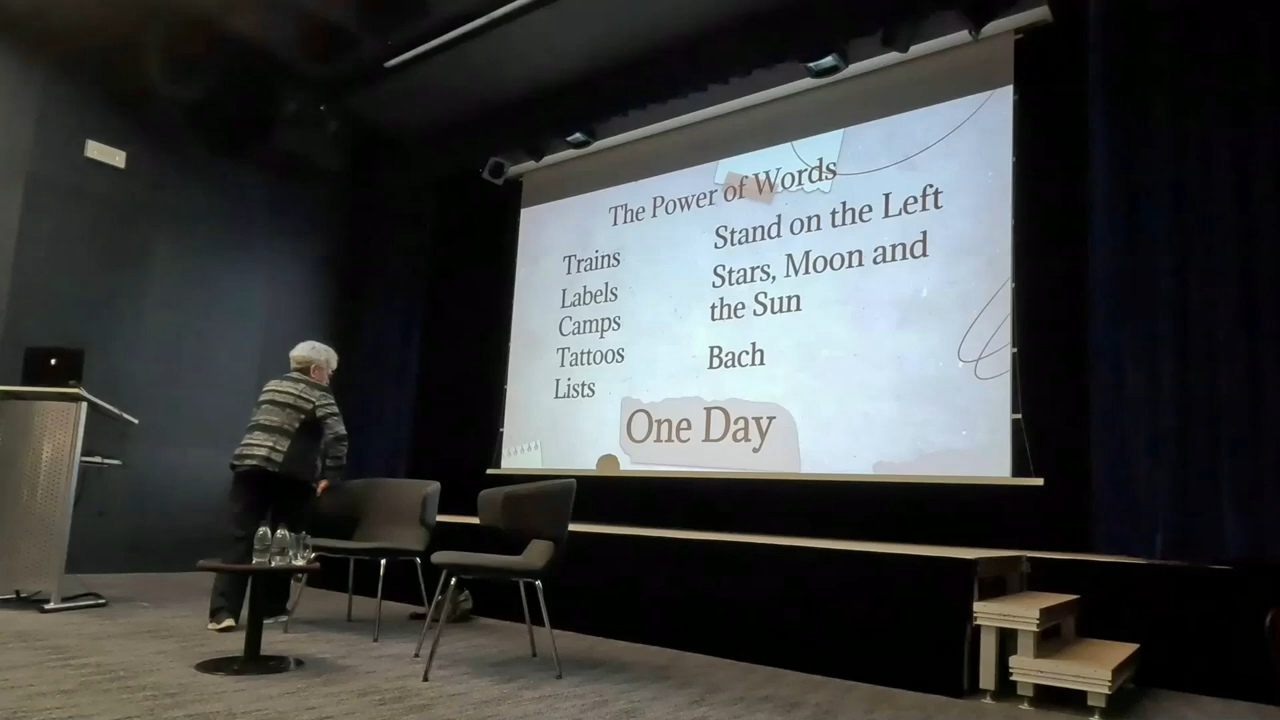 The Power of Words
Trains
Labels
Camps
Tattoos
Lists
Stand on the Left
Stars, Moon and
the Sun
Bach
One Day